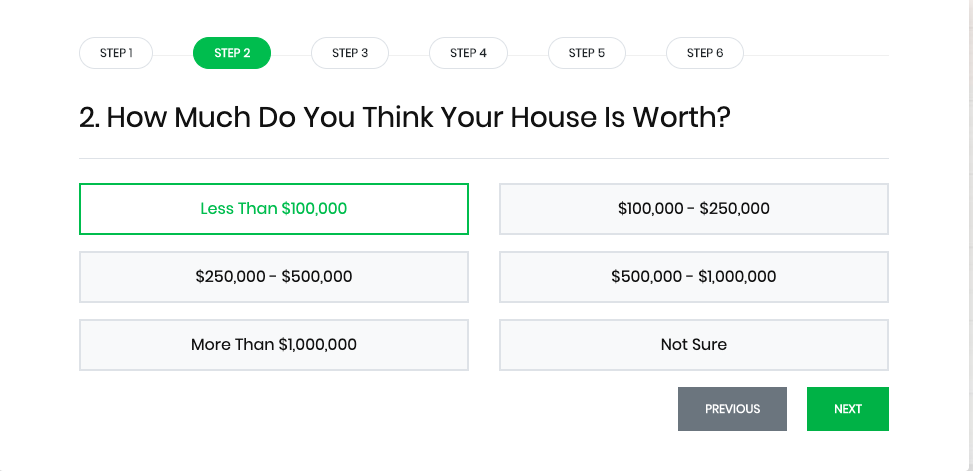 STEP 1 STEP 2 STEP 3 STEP 4 STEP 5 STEP 6
2. How Much Do You Think Your House Is Worth?
Less Than $100,000 $100,000 - $250,000
$250,000 - $500,000 $500,000 - $1,000,000
More Than $1,000,000 Not Sure
PREVIOUS NEXT